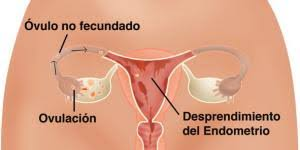 Óvulo no fecundado
Ovulación
Desprendimiento
del Endometrio